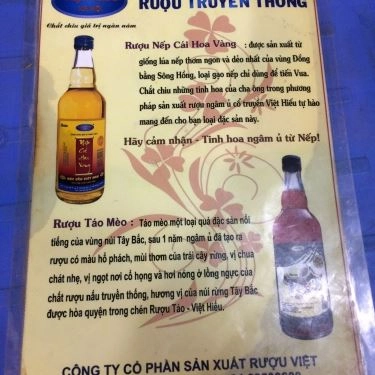 RƯỢU TRUYỀN THỐNG
Chắt chiu giá trị ngàn năm
Rượu Nếp Cái Hoa Vàng : được sản xuất từ
giống lúa nếp thơm ngon và dẻo nhất của vùng Đồng
bằng Sông Hồng, loại gạo nếp chỉ dùng để tiến Vua.
Chắt chiu những tinh hoa của cha ông trong phương
pháp sản xuất rượu ngâm ủ cổ truyền Việt Hiếu tự hào
mang đến cho bạn loại đặc sản này.
Hãy cảm nhận - Tinh hoa ngâm ủ từ Nếp!
Nếp
Cái
Hoa
Vàng
Rượu Táo Mèo : Táo mèo một loại quả đặc sản nổi
tiếng của vùng núi Tây Bắc, sau 1 năm ngâm ủ đã tạo ra
rượu có màu hổ phách, mùi thơm của trái cây rừng, vị chua
chát nhẹ, vị ngọt nơi cổ họng và hơi nóng ở lồng ngực của
chất rượu nấu truyền thống, hương vị của núi rừng Tây Bắc
được hòa quyện trong chén Rượu Táo - Việt Hiếu.
CÔNG TY CỔ PHẦN SẢN XUẤT RƯỢU VIỆT